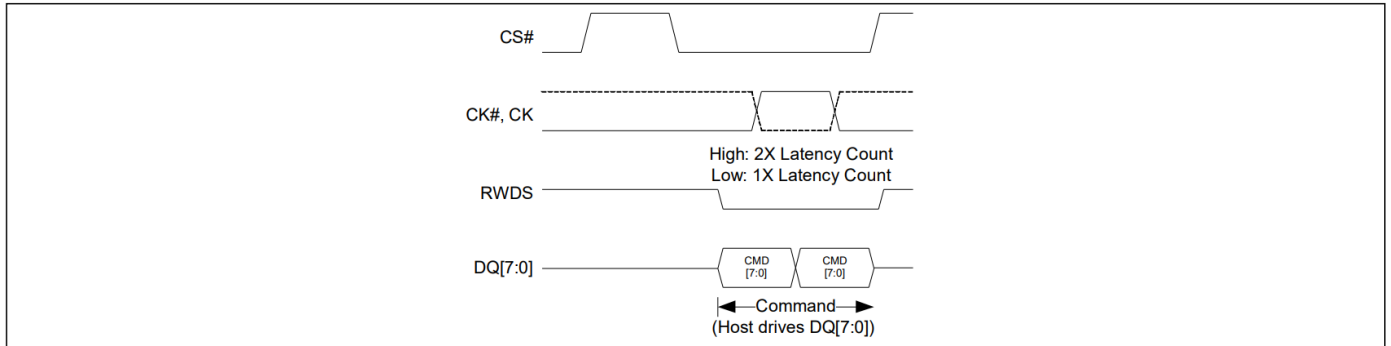 CS#
CK#, CK
High: 2X Latency Count
Low: 1X Latency Count
RWDS
DQ[7:0]
CMD
[7:0]
CMD
[7:0]
Command
(Host drives DQ[7:0])